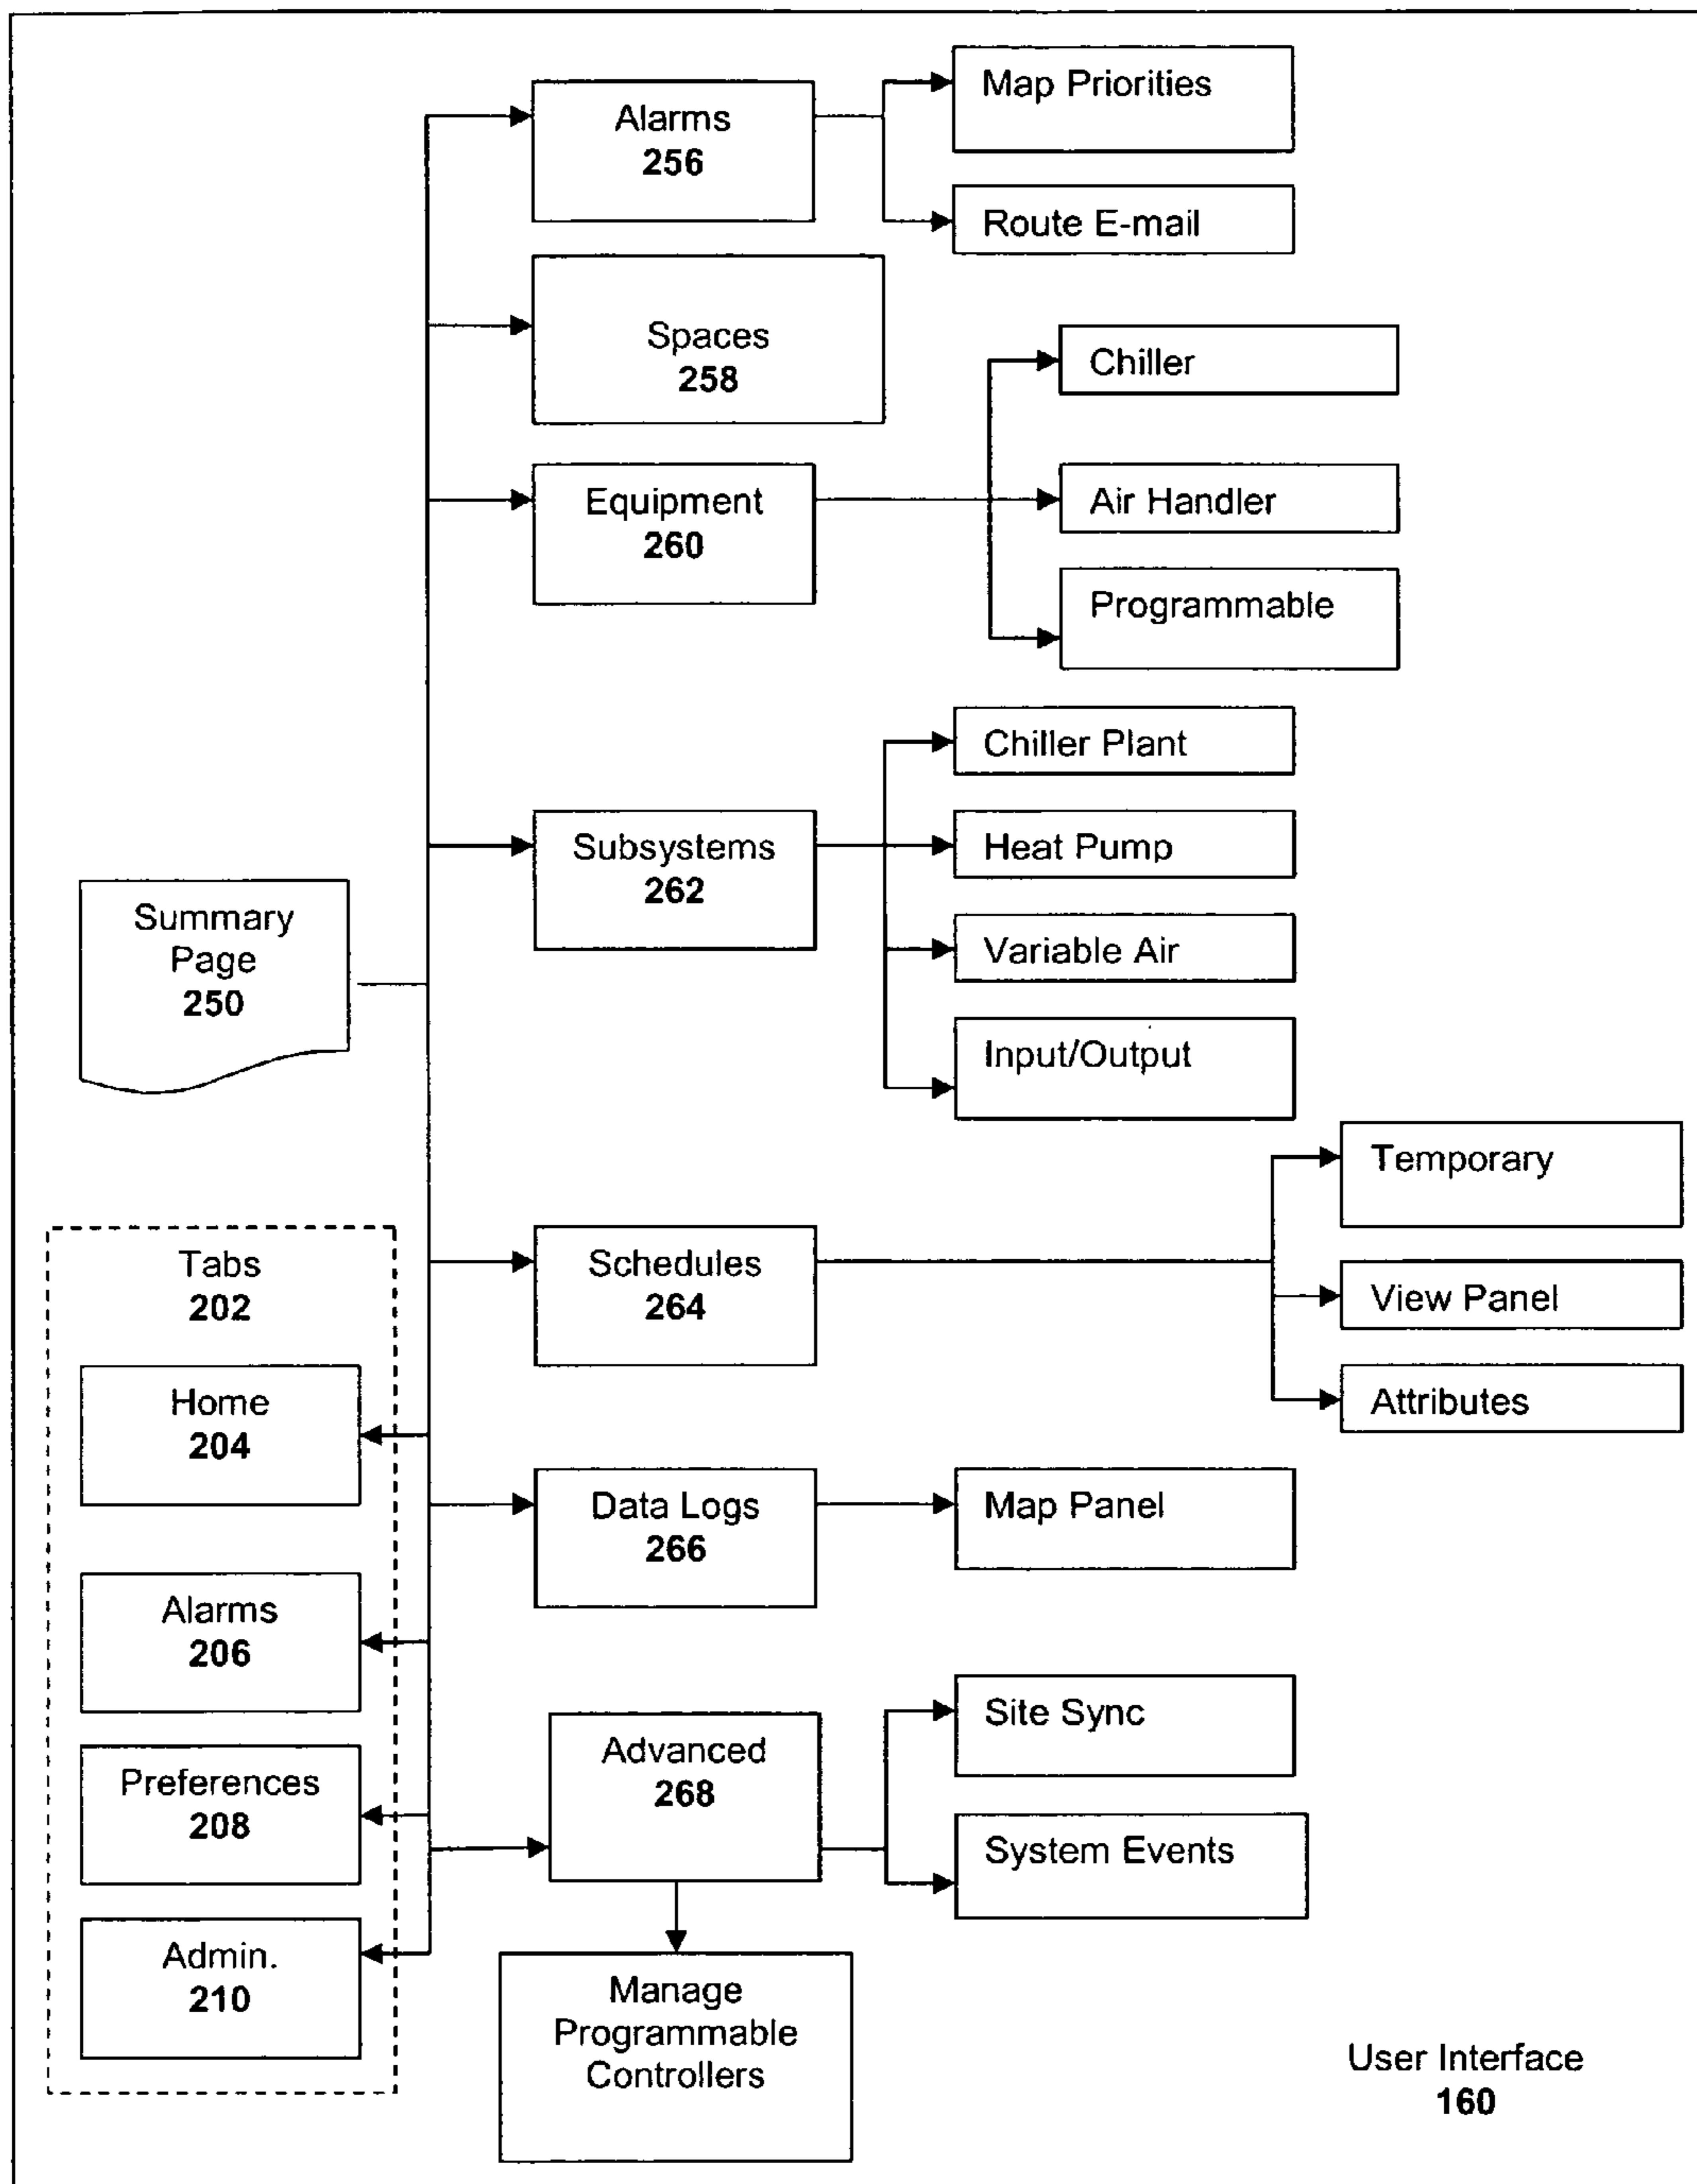 Alarms
256
Map Priorities
Route E-mail
Spaces
258
Chiller
Equipment
260
Air Handler
Programmable
Chiller Plant
Subsystems
262
Heat Pump
Variable Air
Input/Output
Summary
Page
250
Temporary
Schedules
264
View Panel
Attributes
Tabs
202
Home
204
Data Logs
266
Map Panel
Alarms
206
Preferences
208
Admin.
210
Advanced
268
Site Sync
System Events
Manage
Programmable
Controllers
User Interface
160